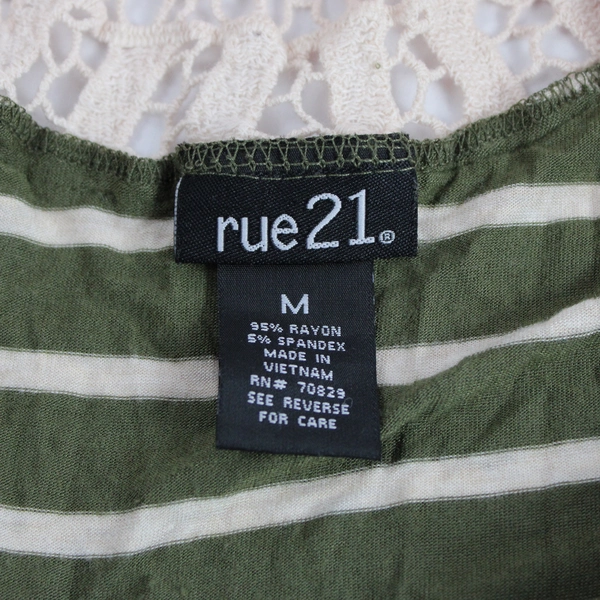 rue21®
M
95% RAYON
5% SPANDEX
MADE IN
VIETNAM
RN# 70829
SEE REVERSE
FOR CARE